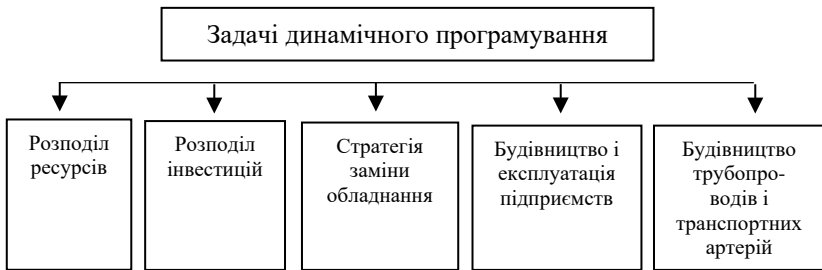 Задачі динамічного програмування
Розподіл
ресурсів
Розподіл
інвестицій
Стратегія
заміни
обладнання
Будівництво і
експлуатація
підприємств
Будівництво
трубопро-
водів і
транспортних
артерій